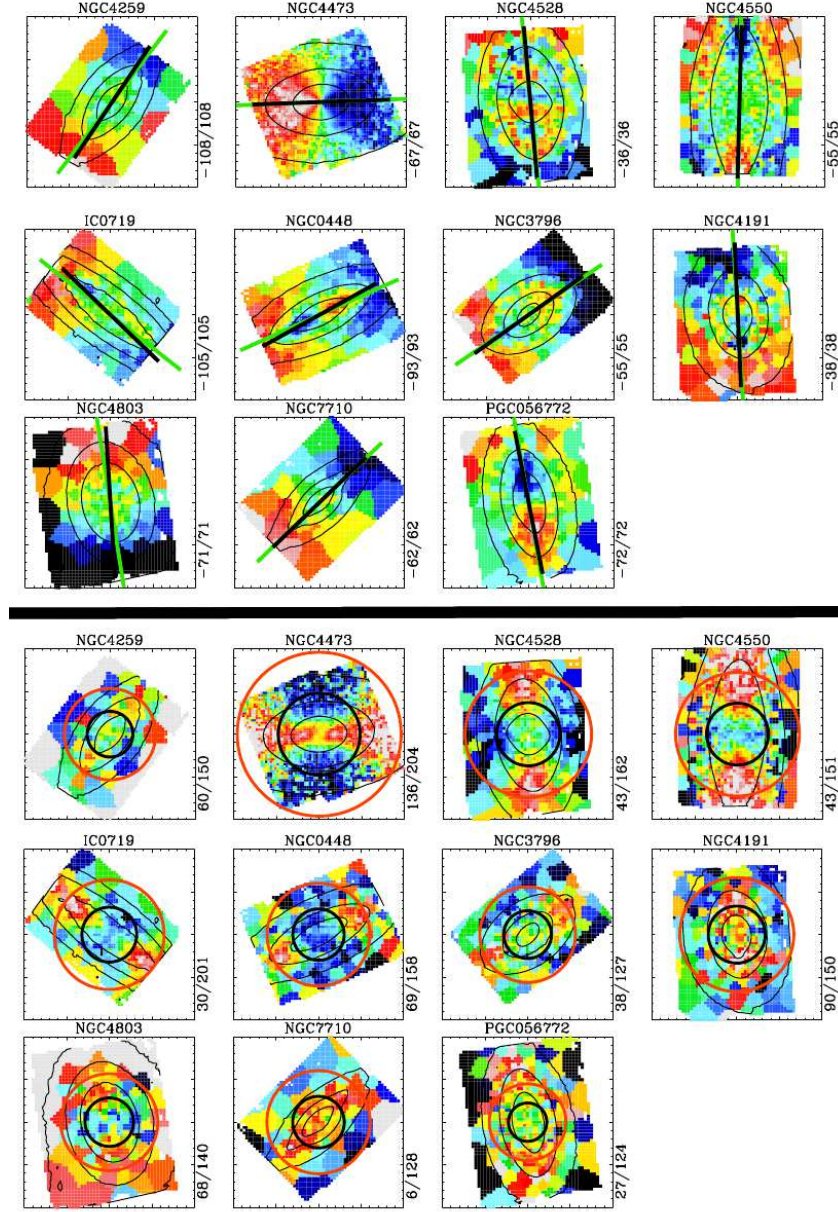 NGC4259
NGC4473
NGC4528
NGC4550
-108/108
-67/67
-36/36
-55/55
IC0719
NGC0448
NGC3796
NGC4191
-105/105
-93/93
-55/55
-38/38
NGC4803
NGC7710
PGC056772
-71/71
-62/62
-72/72
NGC4259
NGC4473
NGC4528
NGC4550
60/150
136/204
43/162
43/151
IC0719
NGC0448
NGC3796
NGC4191
30/201
69/158
38/127
90/150
NGC4803
NGC7710
PGC056772
68/140
6/128
27/124